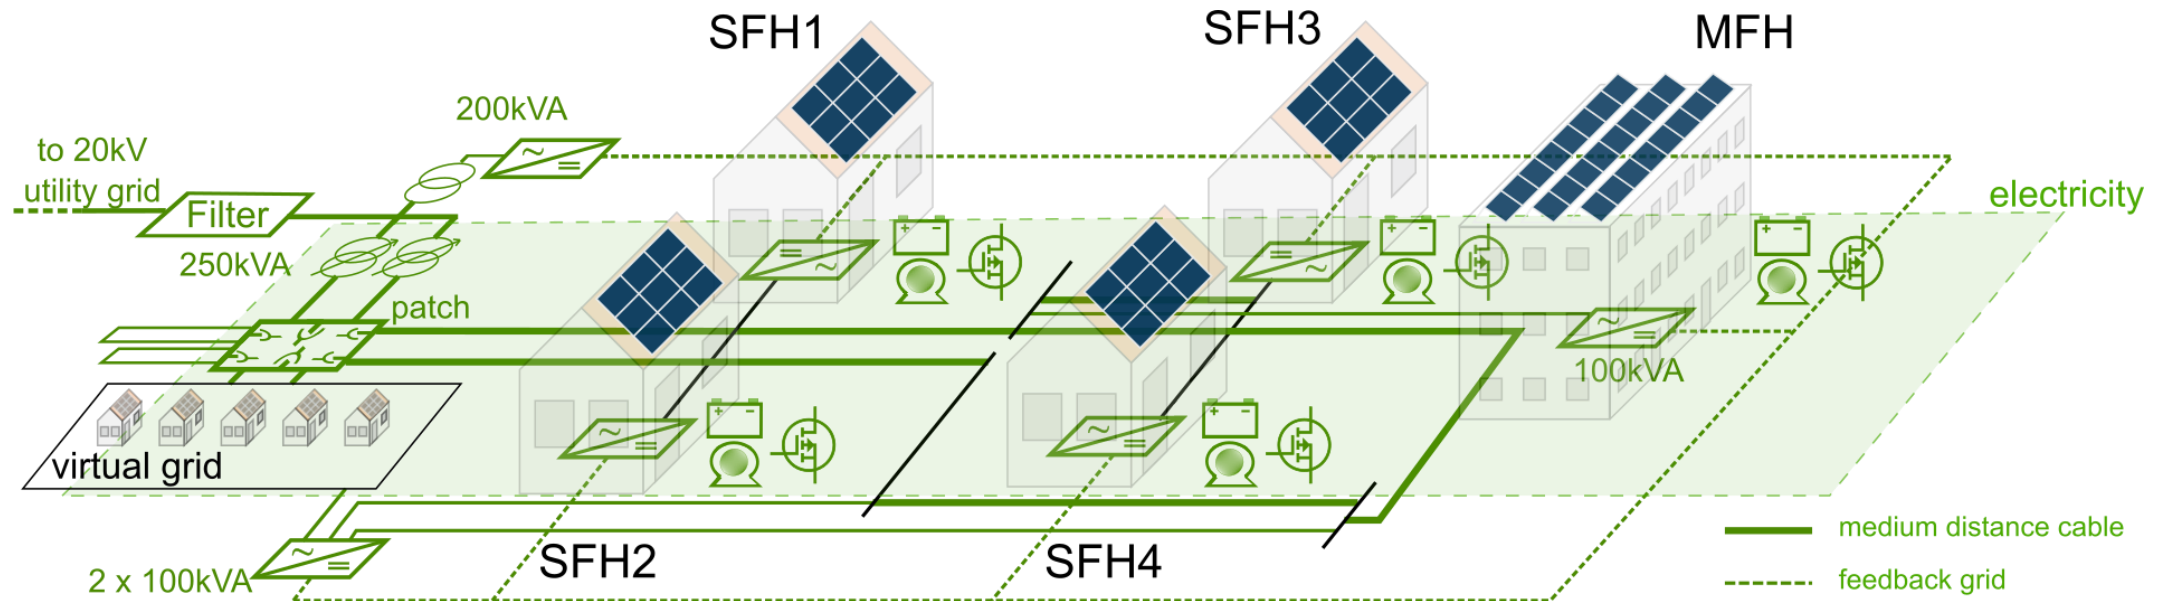 SFH1
SFH3
MFH
200kVA
to 20kV
utility grid
Filter
electricity
250kVA
patch
100kVA
virtual grid
medium distance cable
SFH2
SFH4
2 x 100kVA
feedback grid